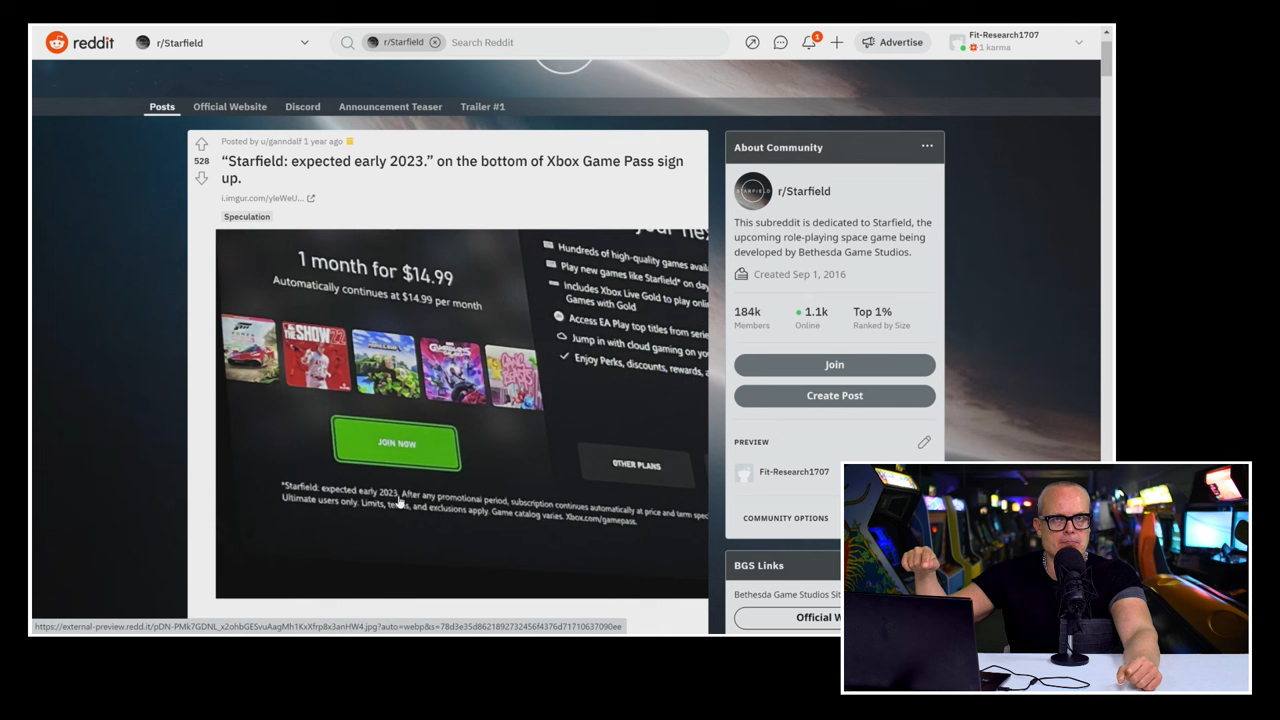 reddit
r/Starfield
r/Starfield
Search Reddit
1
Advertise
Fit-Research1707
1 karma
Posts
Official Website
Discord
Announcement Teaser
Trailer #1
Posted by u/ganndalf 1 year ago
528
“Starfield: expected early 2023.” on the bottom of Xbox Game Pass sign
up.
i.imgur.com/yleWeU...
Speculation
1 month for $14.99
Automatically continues at $14.99 per month
your nex
Hundreds of high-quality games avail
Play new games like Starfield* on day
Includes Xbox Live Gold to play onli
Games with Gold
Access EA Play top titles from serie
Jump in with cloud gaming on yo
Enjoy Perks, discounts, rewards, a
THE SHOW 22
JOIN NOW
OTHER PLANS
*Starfield: expected early 2023. After any promotional period, subscription continues automatically at price and term spec
Ultimate users only. Limits, terms, and exclusions apply. Game catalog varies. Xbox.com/gamepass.
About Community
STARFIELD
r/Starfield
This subreddit is dedicated to Starfield, the
upcoming role-playing space game being
developed by Bethesda Game Studios.
Created Sep 1, 2016
184k
Members
1.1k
Online
Top 1%
Ranked by Size
Join
Create Post
PREVIEW
Fit-Research1707
COMMUNITY OPTIONS
BGS Links
Bethesda Game Studios Sit
Official W